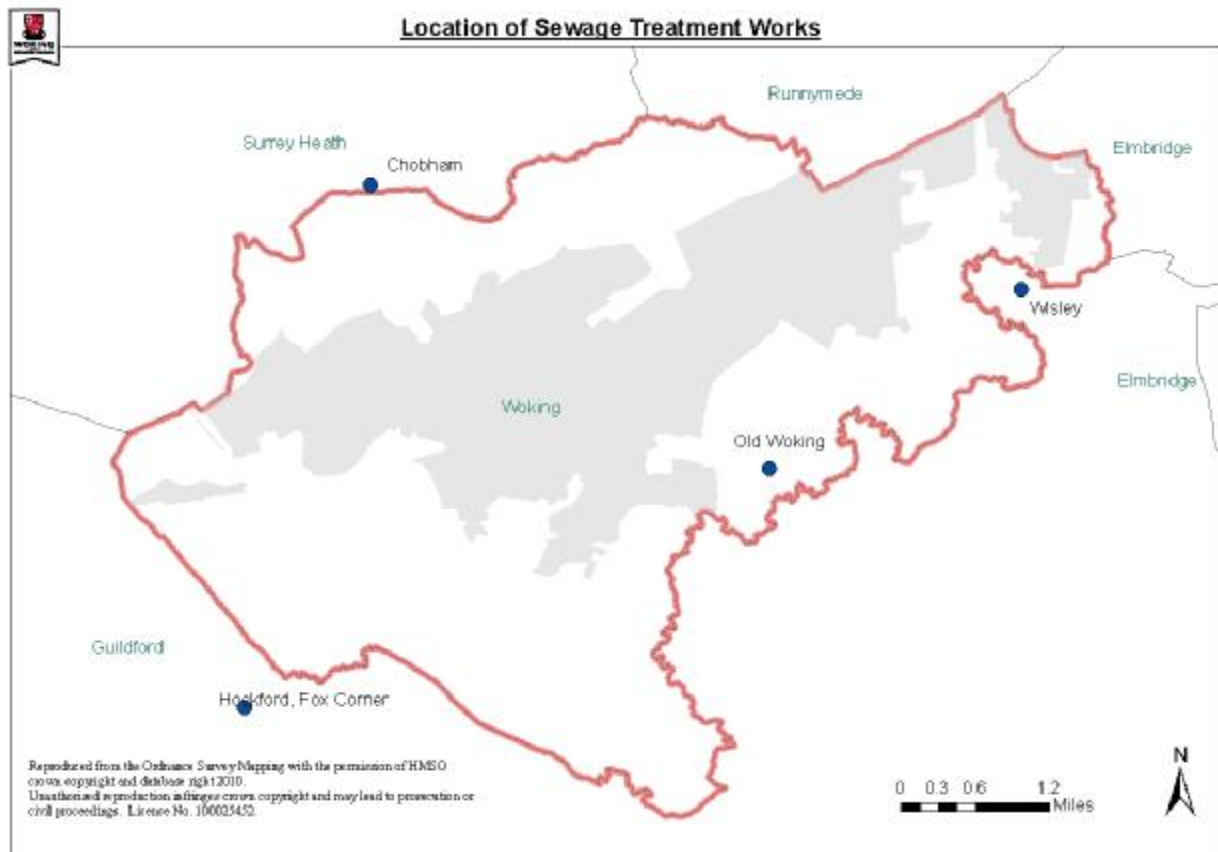 Location of Sewage Treatment Works
WOKING
Runnymede
Surrey Heath
Elmbridge
Chobham
Wisley
Elmbridge
Woking
Old Woking
Guildford
Hockford, Fox Corner
Reproduced from the Ordnance Survey Mapping with the permission of HMSO
crown copyright and database right 2010.
Unauthorised reproduction infringes crown copyright and may lead to prosecution or
civil proceedings. Licence No. 100025452.
N
0 0.3 0.6 1.2
Miles